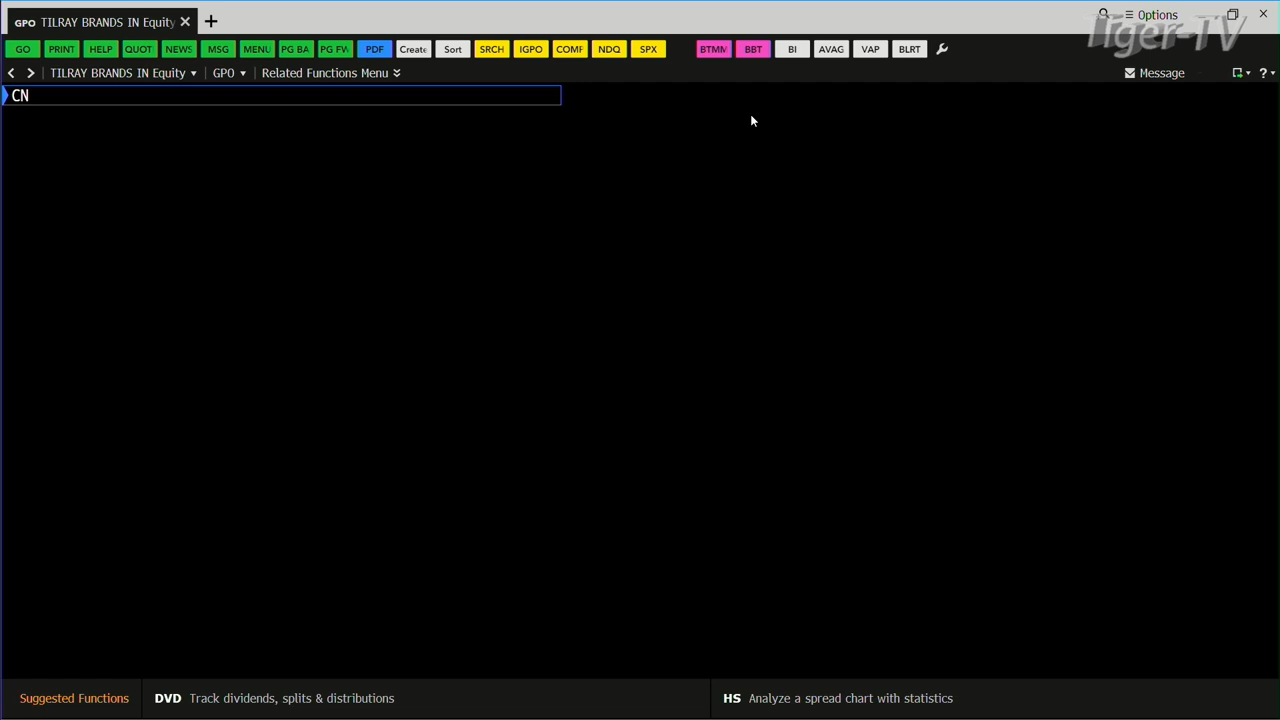 GPO TILRAY BRANDS IN Equity
Options
Tiger-TV
GO PRINT HELP QUOT NEWS MSG MENU PG BA PG FW PDF Create Sort SRCH IGPO COMF NDQ SPX BTMM BBT BI AVAG VAP BLRT
TILRAY BRANDS IN Equity GPO Related Functions Menu Message ?
CN
Suggested Functions DVD Track dividends, splits & distributions HS Analyze a spread chart with statistics